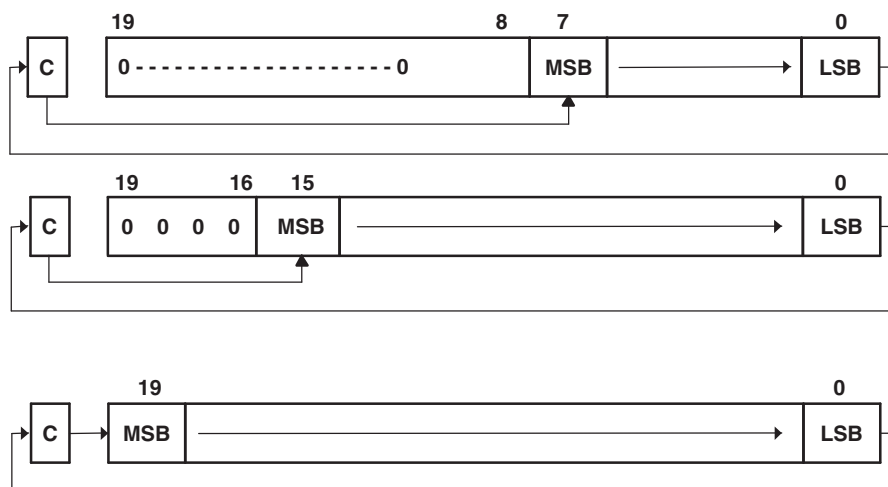 19 8 7 0
C 0 - - - - - - - - - - - - - - - - - - - - 0 MSB LSB
19 16 15 0
C 0 0 0 0 MSB LSB
19 0
C MSB LSB